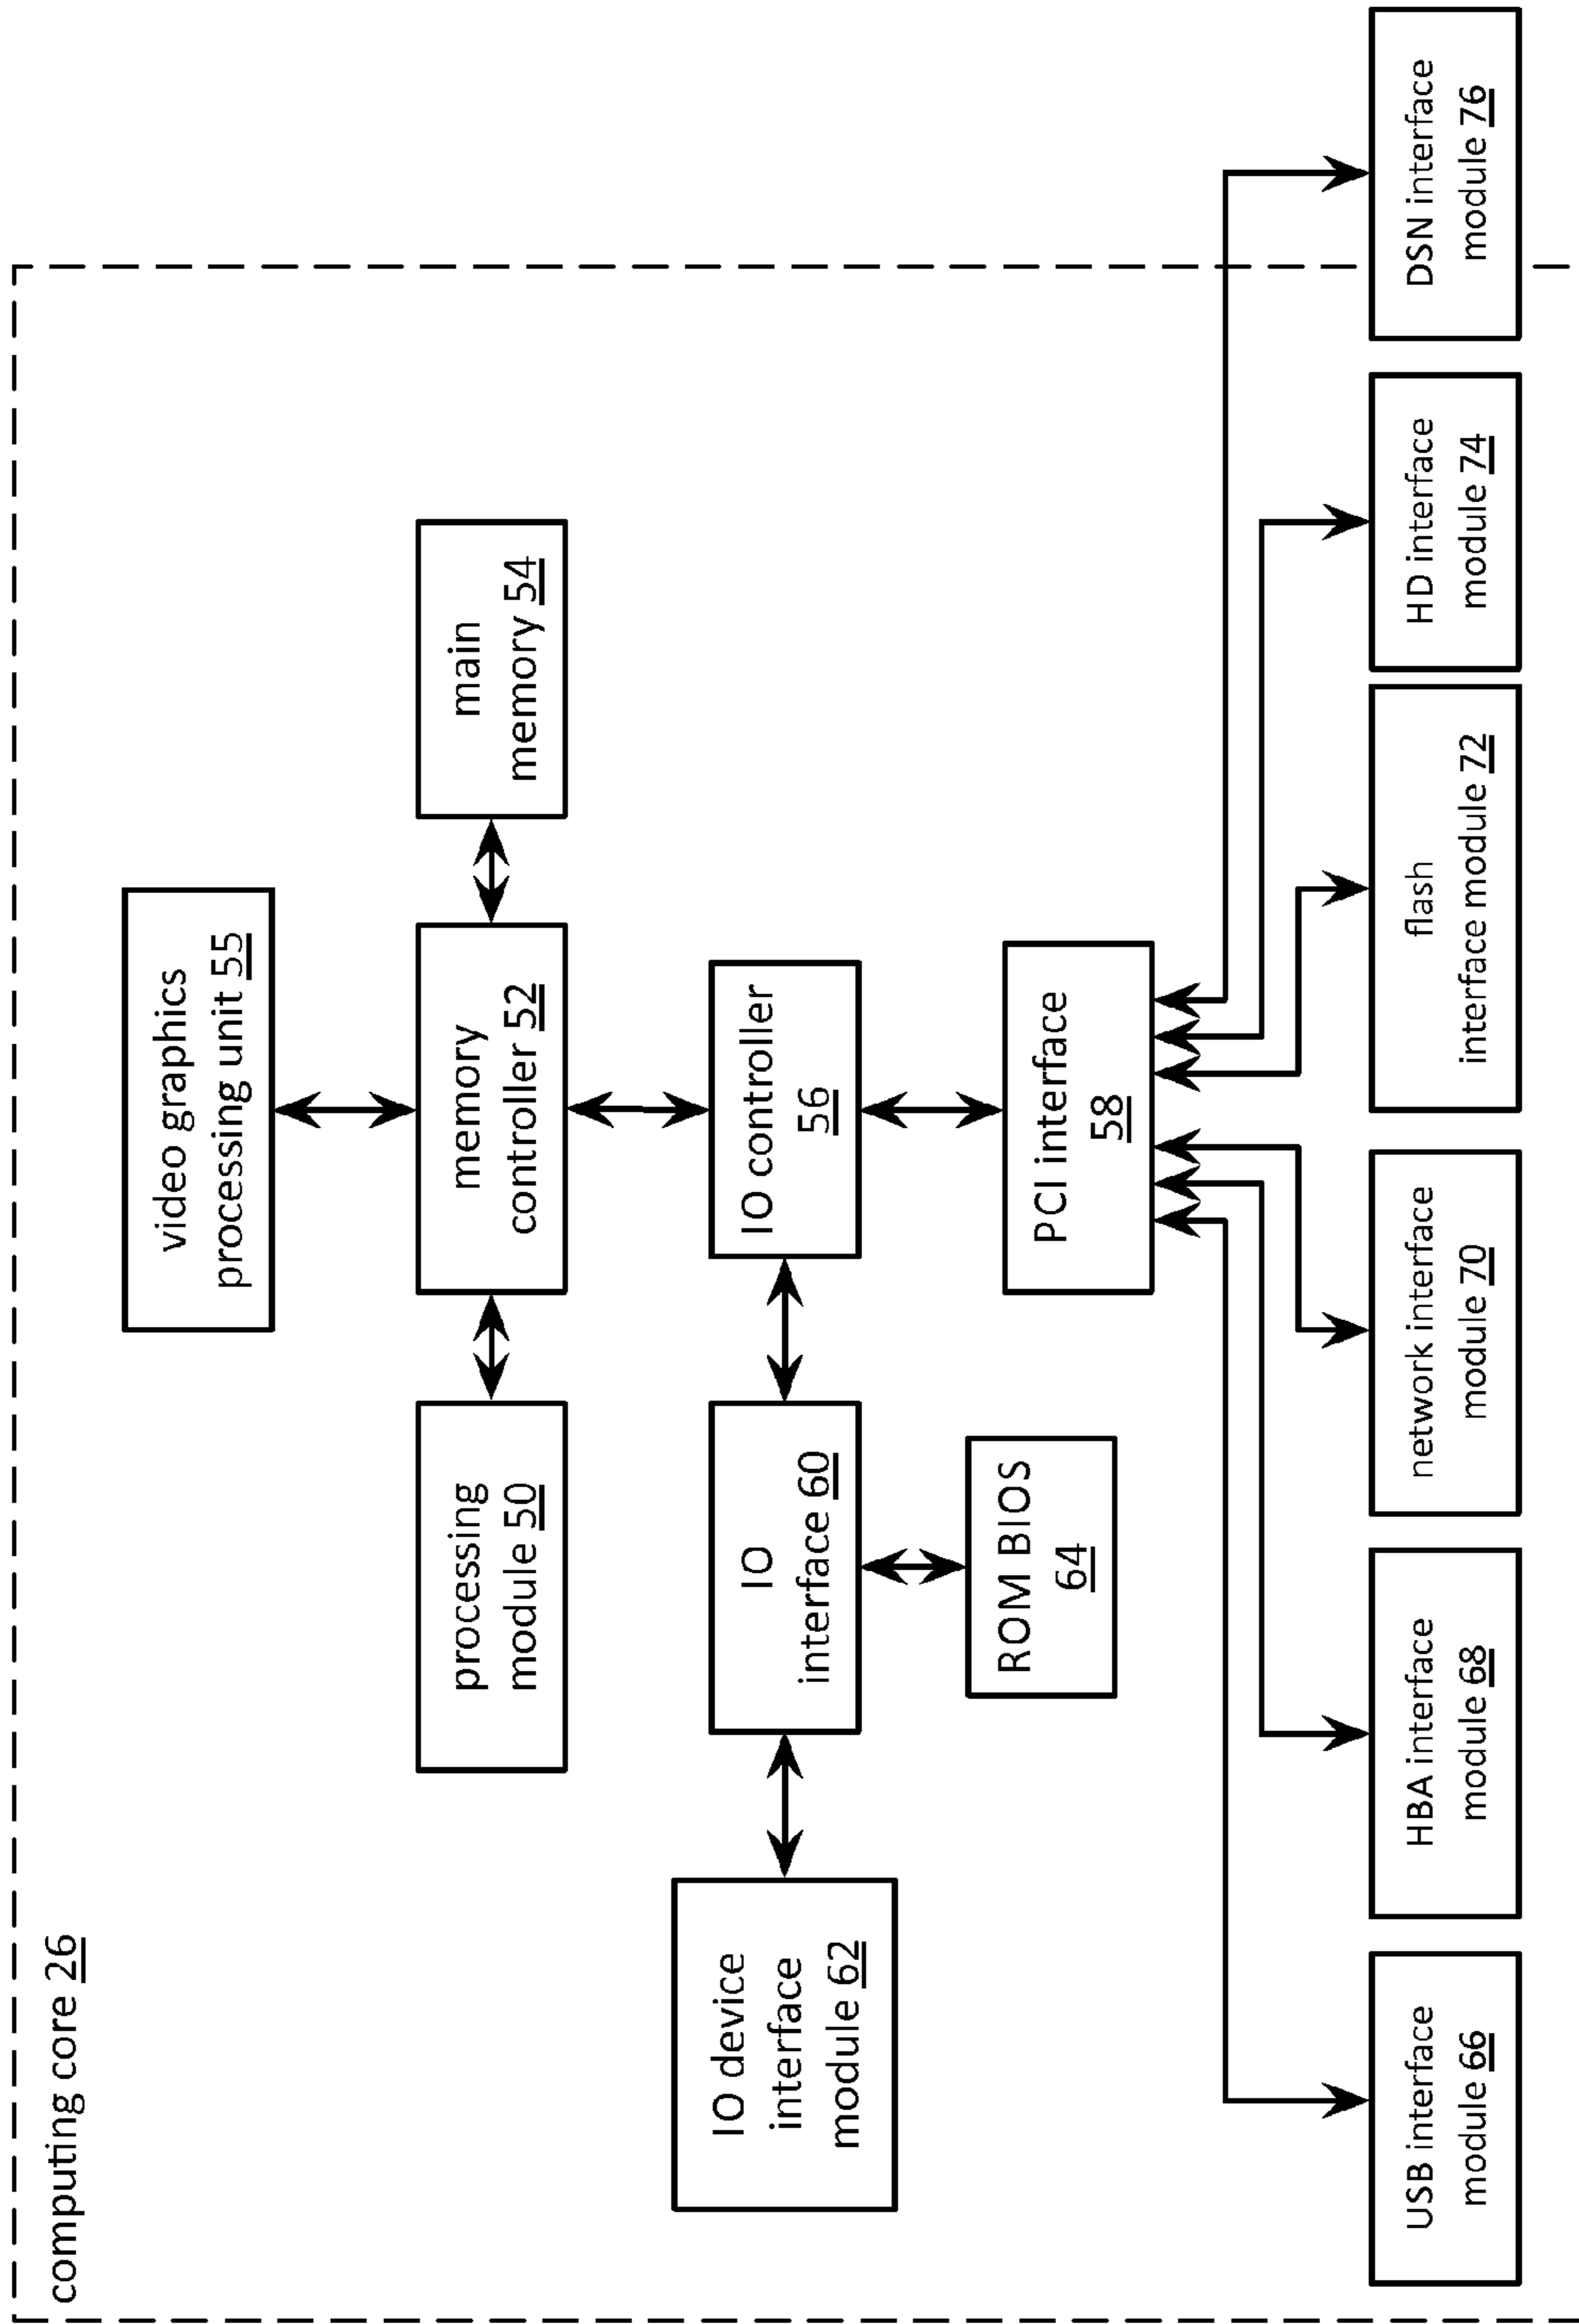 computing core 26
video graphics
processing unit 55
processing
module 50
memory
controller 52
main
memory 54
IO device
interface
module 62
IO
interface 60
IO controller
56
ROM BIOS
64
PCI interface
58
USB interface
module 66
HBA interface
module 68
network interface
module 70
flash
interface module 72
HD interface
module 74
DSN interface
module 76